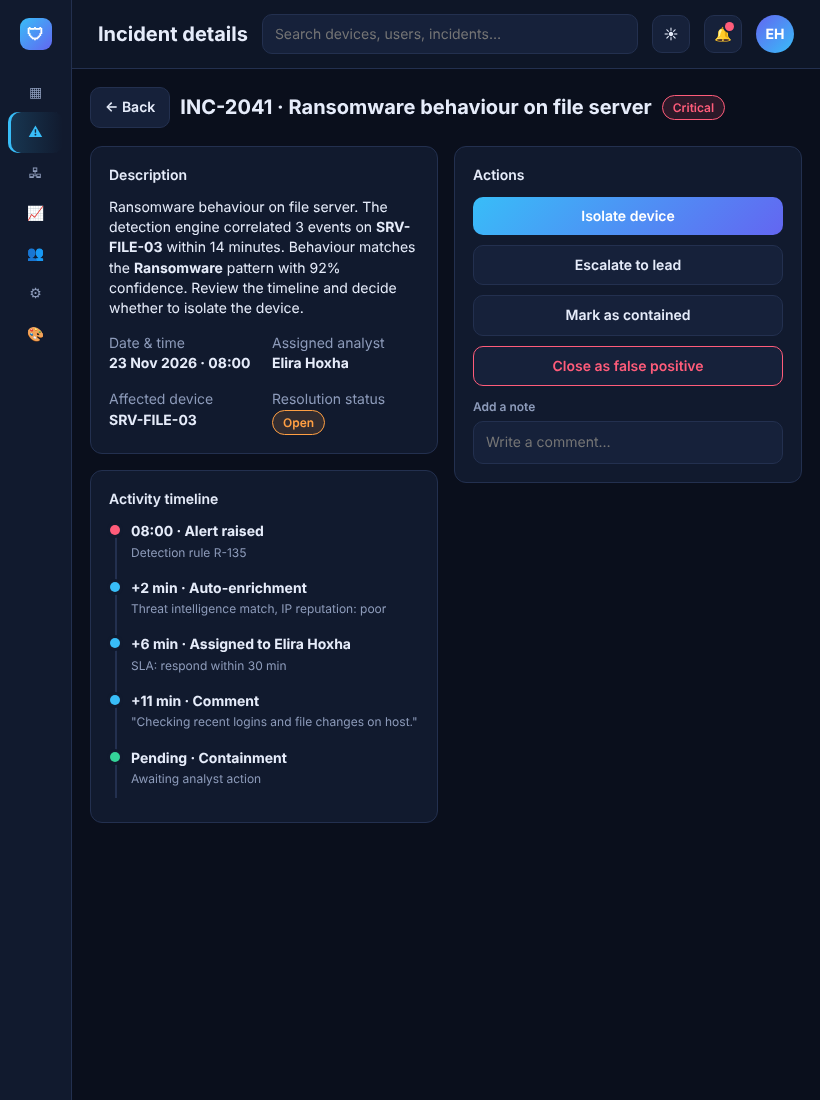 Incident details
Search devices, users, incidents...
EH
← Back
INC-2041 · Ransomware behaviour on file server
Critical
Description
Ransomware behaviour on file server. The
detection engine correlated 3 events on SRV-
FILE-03 within 14 minutes. Behaviour matches
the Ransomware pattern with 92%
confidence. Review the timeline and decide
whether to isolate the device.
Date & time
23 Nov 2026 · 08:00
Assigned analyst
Elira Hoxha
Affected device
SRV-FILE-03
Resolution status
Open
Activity timeline
08:00 · Alert raised
Detection rule R-135
+2 min · Auto-enrichment
Threat intelligence match, IP reputation: poor
+6 min · Assigned to Elira Hoxha
SLA: respond within 30 min
+11 min · Comment
"Checking recent logins and file changes on host."
Pending · Containment
Awaiting analyst action
Actions
Isolate device
Escalate to lead
Mark as contained
Close as false positive
Add a note
Write a comment...